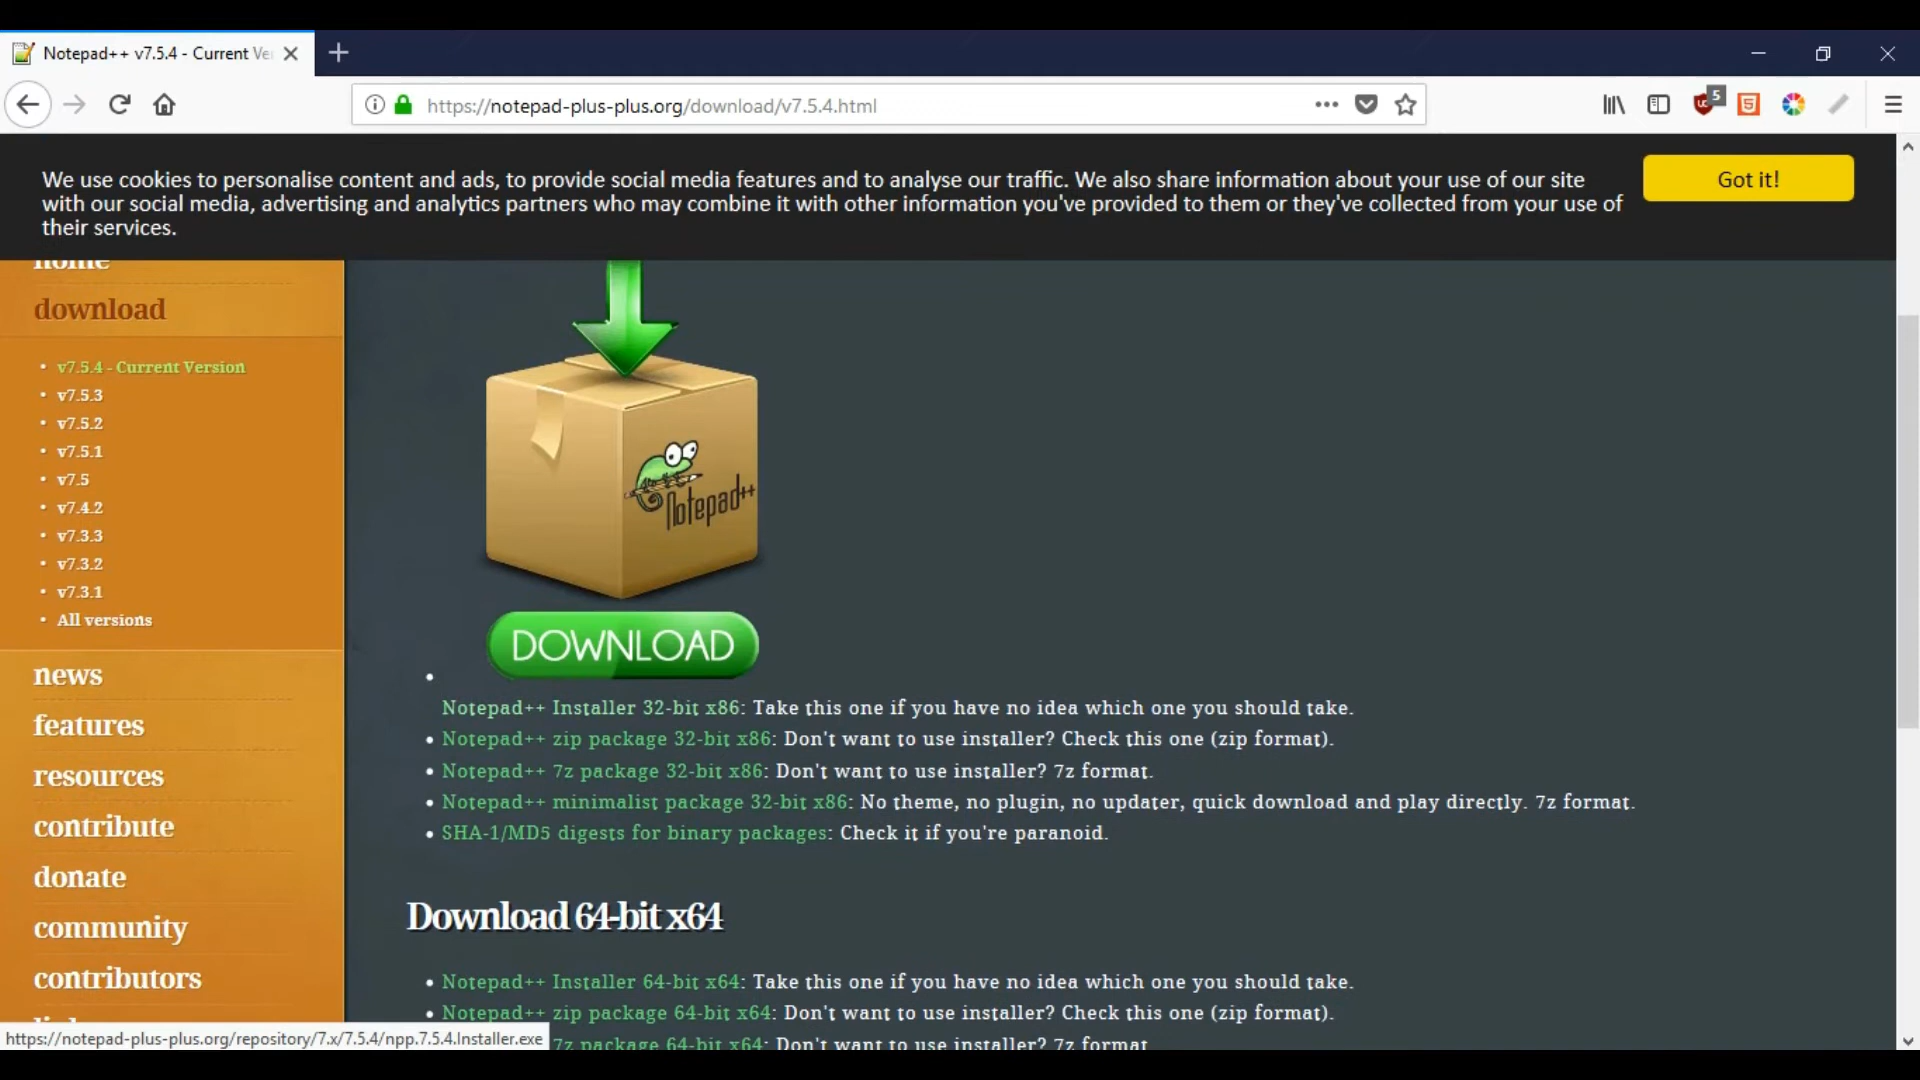 Notepad++ v7.5.4 - Current Ve
https://notepad-plus-plus.org/download/v7.5.4.html
5
We use cookies to personalise content and ads, to provide social media features and to analyse our traffic. We also share information about your use of our site
with our social media, advertising and analytics partners who may combine it with other information you've provided to them or they've collected from your use of
their services.
Got it!
home
download
v7.5.4 - Current Version
v7.5.3
v7.5.2
v7.5.1
v7.5
v7.4.2
v7.3.3
v7.3.2
v7.3.1
All versions
news
features
resources
contribute
donate
community
contributors
Notepad++
DOWNLOAD
Notepad++ Installer 32-bit x86: Take this one if you have no idea which one you should take.
Notepad++ zip package 32-bit x86: Don't want to use installer? Check this one (zip format).
Notepad++ 7z package 32-bit x86: Don't want to use installer? 7z format.
Notepad++ minimalist package 32-bit x86: No theme, no plugin, no updater, quick download and play directly. 7z format.
SHA-1/MD5 digests for binary packages: Check it if you're paranoid.
Download 64-bit x64
Notepad++ Installer 64-bit x64: Take this one if you have no idea which one you should take.
Notepad++ zip package 64-bit x64: Don't want to use installer? Check this one (zip format).
7z package 64-bit x64: Don't want to use installer? 7z format
https://notepad-plus-plus.org/repository/7.x/7.5.4/npp.7.5.4.Installer.exe